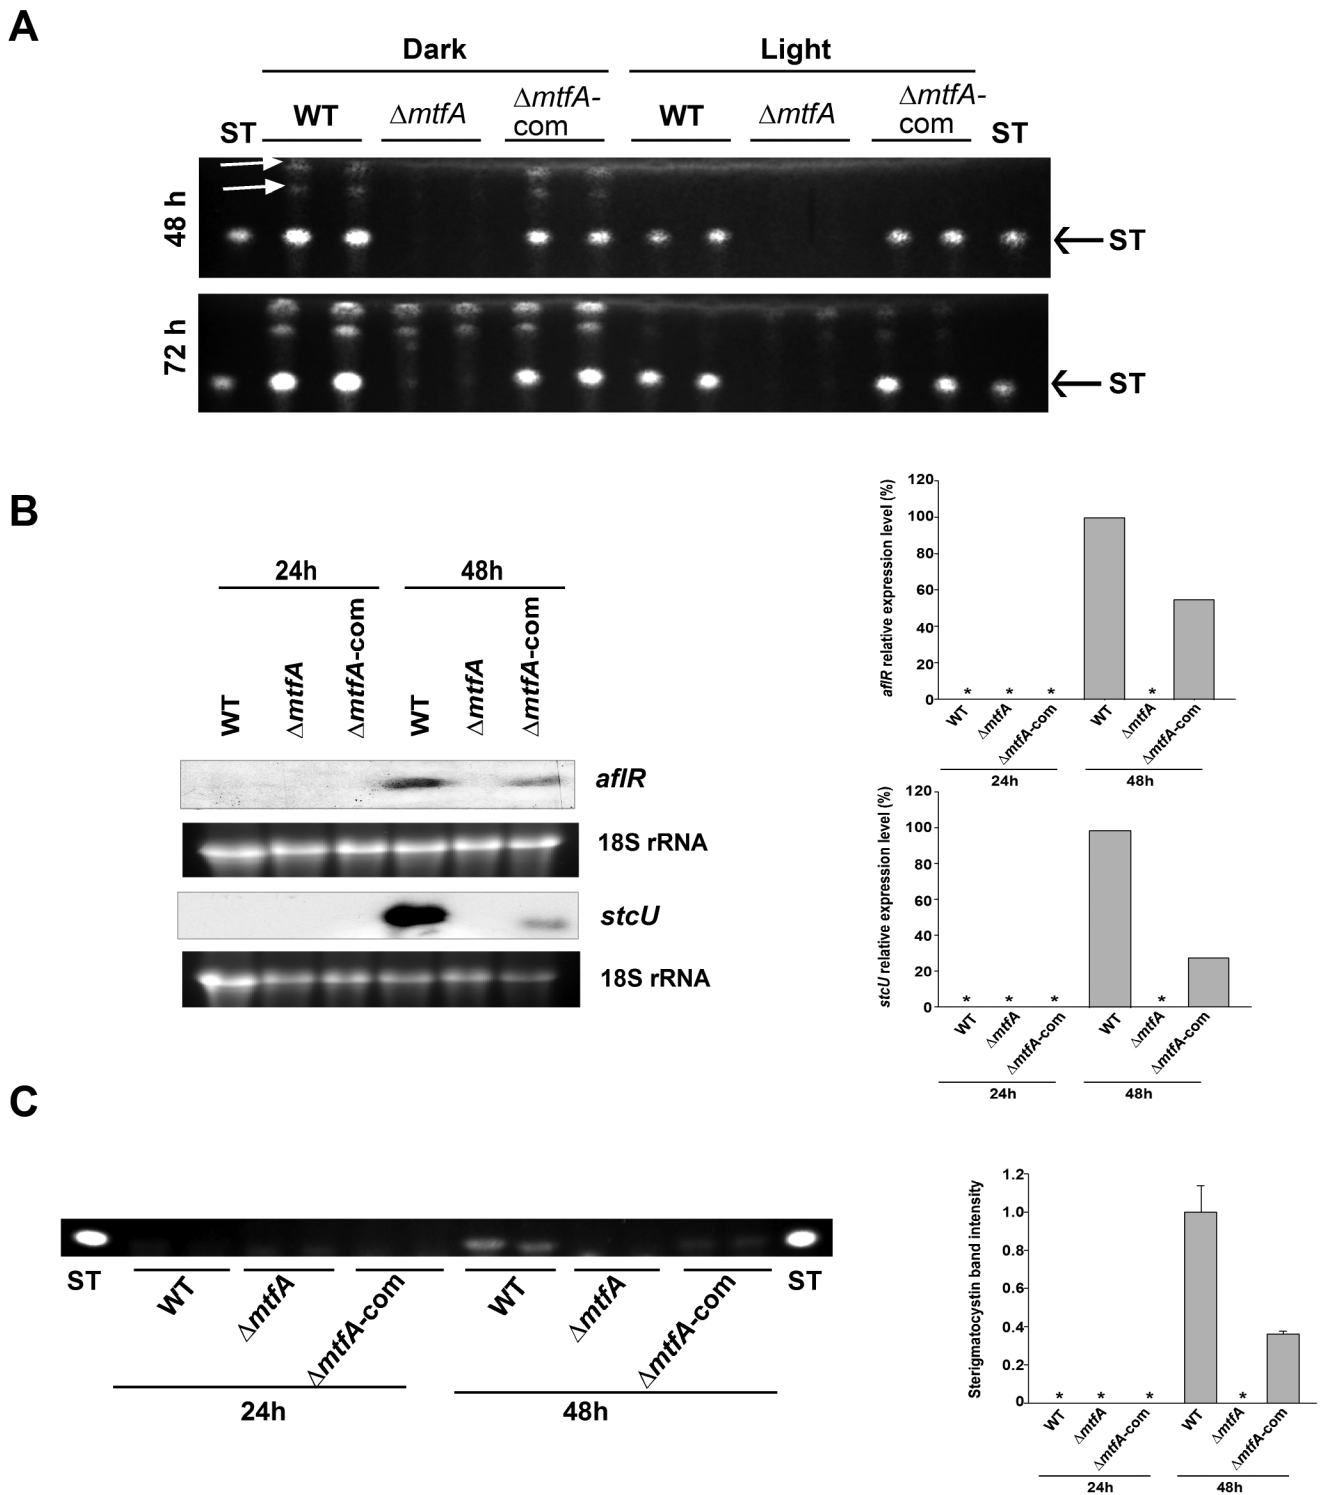 A
Dark
Light
ST
WT
ΔmtfA
ΔmtfA-
com
WT
ΔmtfA
ΔmtfA-
com
ST
48 h
ST
72 h
ST
B
24h
48h
WT
ΔmtfA
ΔmtfA-com
WT
ΔmtfA
ΔmtfA-com
aflR
18S rRNA
stcU
18S rRNA
aflR relative expression level (%)
120
100
80
60
40
20
0
*
*
*
*
WT
ΔmtfA
ΔmtfA-com
WT
ΔmtfA
ΔmtfA-com
24h
48h
stcU relative expression level (%)
120
100
80
60
40
20
0
*
*
*
*
WT
ΔmtfA
ΔmtfA-com
WT
ΔmtfA
ΔmtfA-com
24h
48h
C
ST
WT
ΔmtfA
ΔmtfA-com
WT
ΔmtfA
ΔmtfA-com
ST
24h
48h
Sterigmatocystin band intensity
1.2
1.0
0.8
0.6
0.4
0.2
0
*
*
*
*
WT
ΔmtfA
ΔmtfA-com
WT
ΔmtfA
ΔmtfA-com
24h
48h